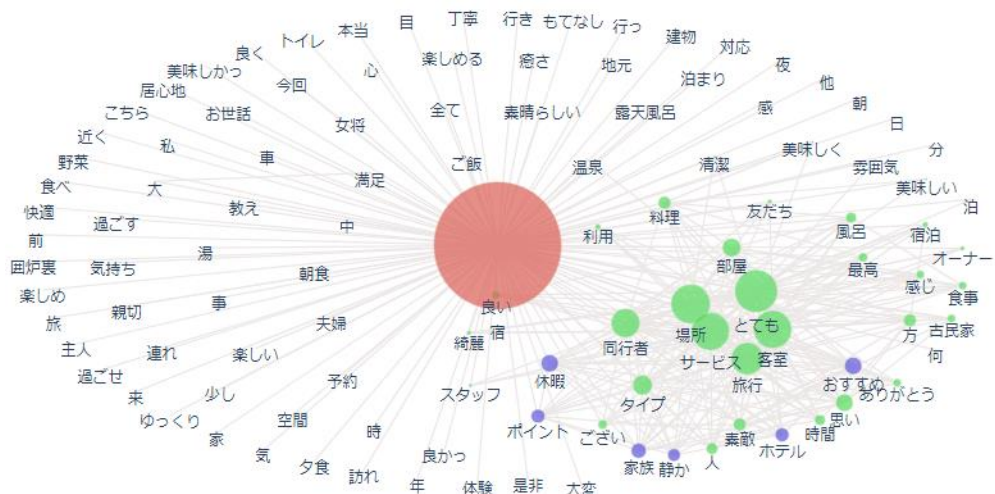 本当
目
丁寧
行き
もてなし
行っ
良く
トイレ
建物
対応
美味しかっ
心
楽しめる
癒さ
地元
夜
居心地
今回
泊まり
他
こちら
お世話
全て
素晴らしい
露天風呂
感
朝
近く
私
女将
日
野菜
車
ご飯
温泉
清潔
美味しく
分
食べ
大
満足
雰囲気
美味しい
快適
過ごす
教え
料理
友だち
泊
前
中
利用
風呂
宿泊
囲炉裏
気持ち
湯
朝食
部屋
最高
オーナー
楽しめ
親切
事
良い
感じ
食事
旅
夫婦
宿
場所
とても
方
古民家
主人
連れ
楽しい
綺麗
同行者
サービス
客室
何
過ごせ
予約
スタッフ
休暇
旅行
おすすめ
来
少し
タイプ
ありがとう
ゆっくり
空間
時
ポイント
ござい
素敵
時間
思い
家
気
夕食
訪れ
良かっ
家族
静か
人
ホテル
年
体験
是非
大変